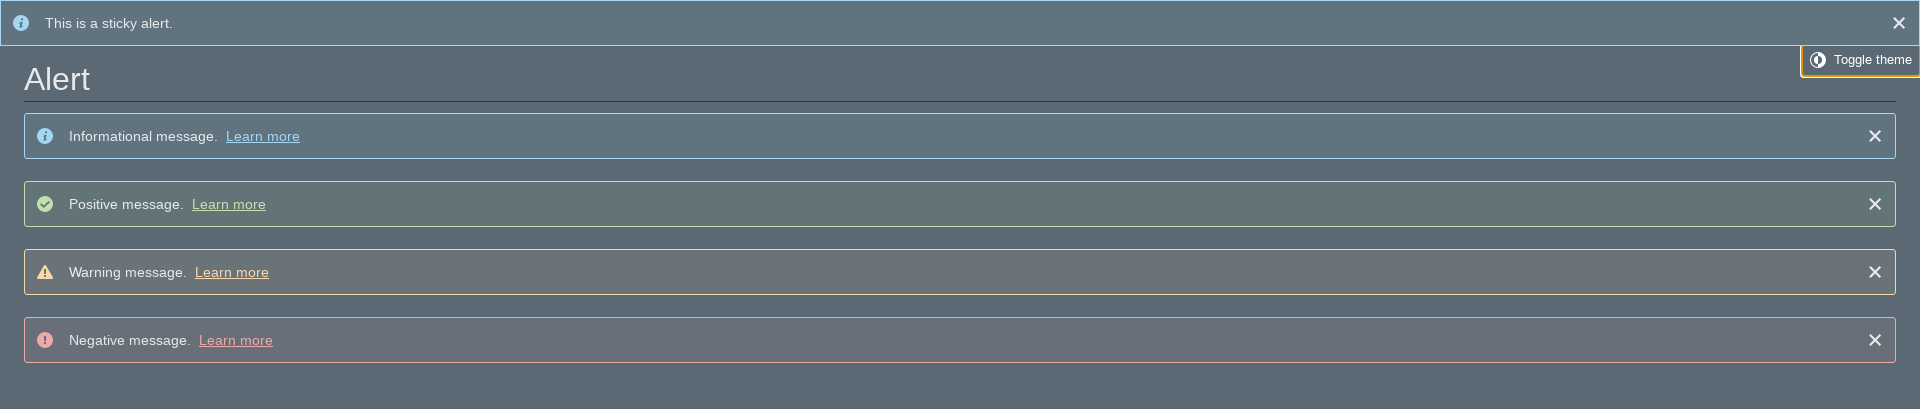 This is a sticky alert.
Toggle theme
Alert
Informational message. Learn more
Positive message. Learn more
Warning message. Learn more
Negative message. Learn more